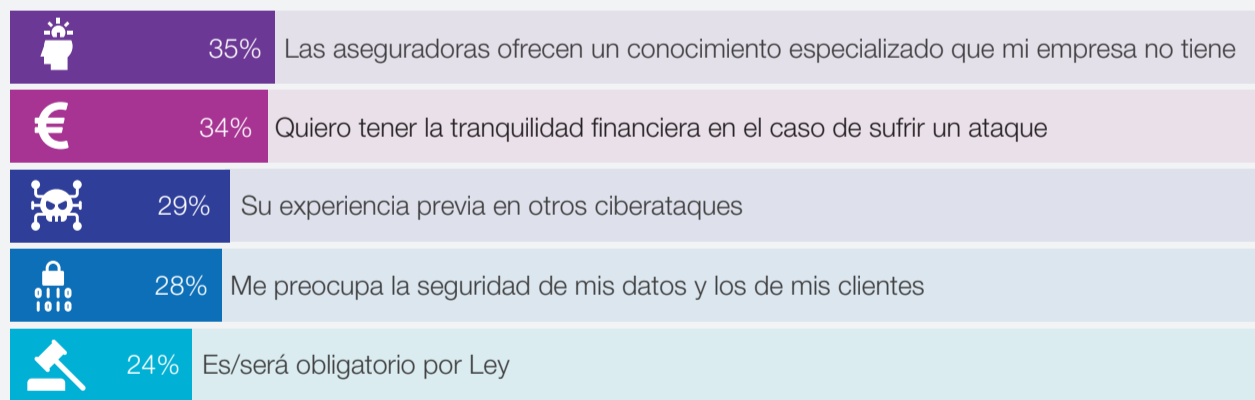 35% Las aseguradoras ofrecen un conocimiento especializado que mi empresa no tiene
€ 34% Quiero tener la tranquilidad financiera en el caso de sufrir un ataque
29% Su experiencia previa en otros ciberataques
0110
1010
28% Me preocupa la seguridad de mis datos y los de mis clientes
24% Es/será obligatorio por Ley